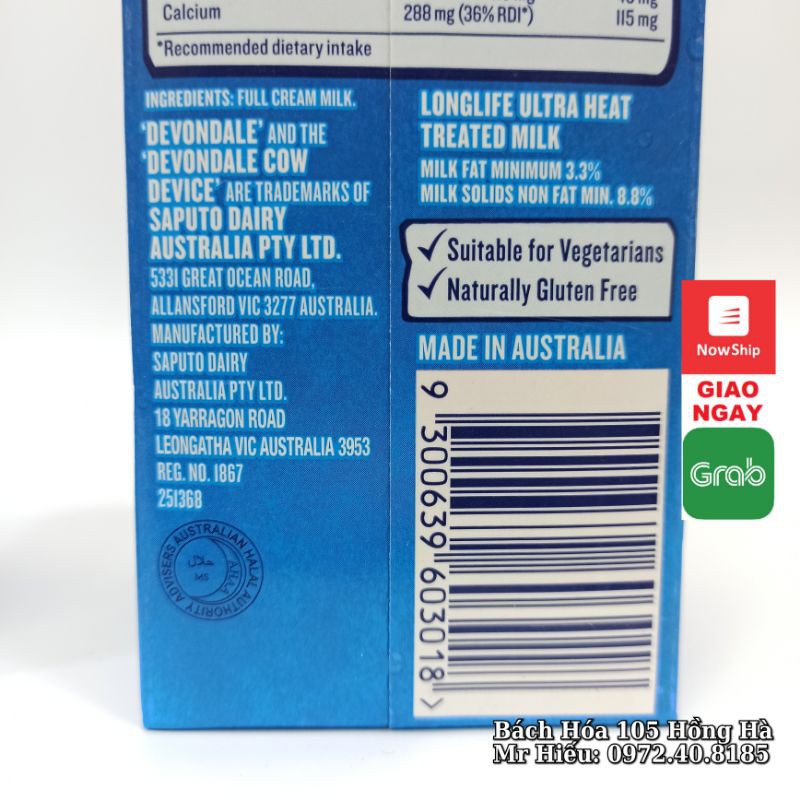 Calcium 288 mg (36% RDI*) 115 mg
*Recommended dietary intake
INGREDIENTS: FULL CREAM MILK.
'DEVONDALE' AND THE
'DEVONDALE COW
DEVICE' ARE TRADEMARKS OF
SAPUTO DAIRY
AUSTRALIA PTY LTD.
5331 GREAT OCEAN ROAD,
ALLANSFORD VIC 3277 AUSTRALIA.
MANUFACTURED BY:
SAPUTO DAIRY
AUSTRALIA PTY LTD.
18 YARRAGON ROAD
LEONGATHA VIC AUSTRALIA 3953
REG. NO. 1867
251368
AUSTRALIAN HALAL AUTHORITY ADVISERS
حلال
MS
A.H.A.A
LONGLIFE ULTRA HEAT
TREATED MILK
MILK FAT MINIMUM 3.3%
MILK SOLIDS NON FAT MIN. 8.8%
✓ Suitable for Vegetarians
✓ Naturally Gluten Free
MADE IN AUSTRALIA
9 300639 603018 >
NowShip
GIAO
NGAY
Grab
Bách Hóa 105 Hồng Hà
Mr Hiếu: 0972.40.8185